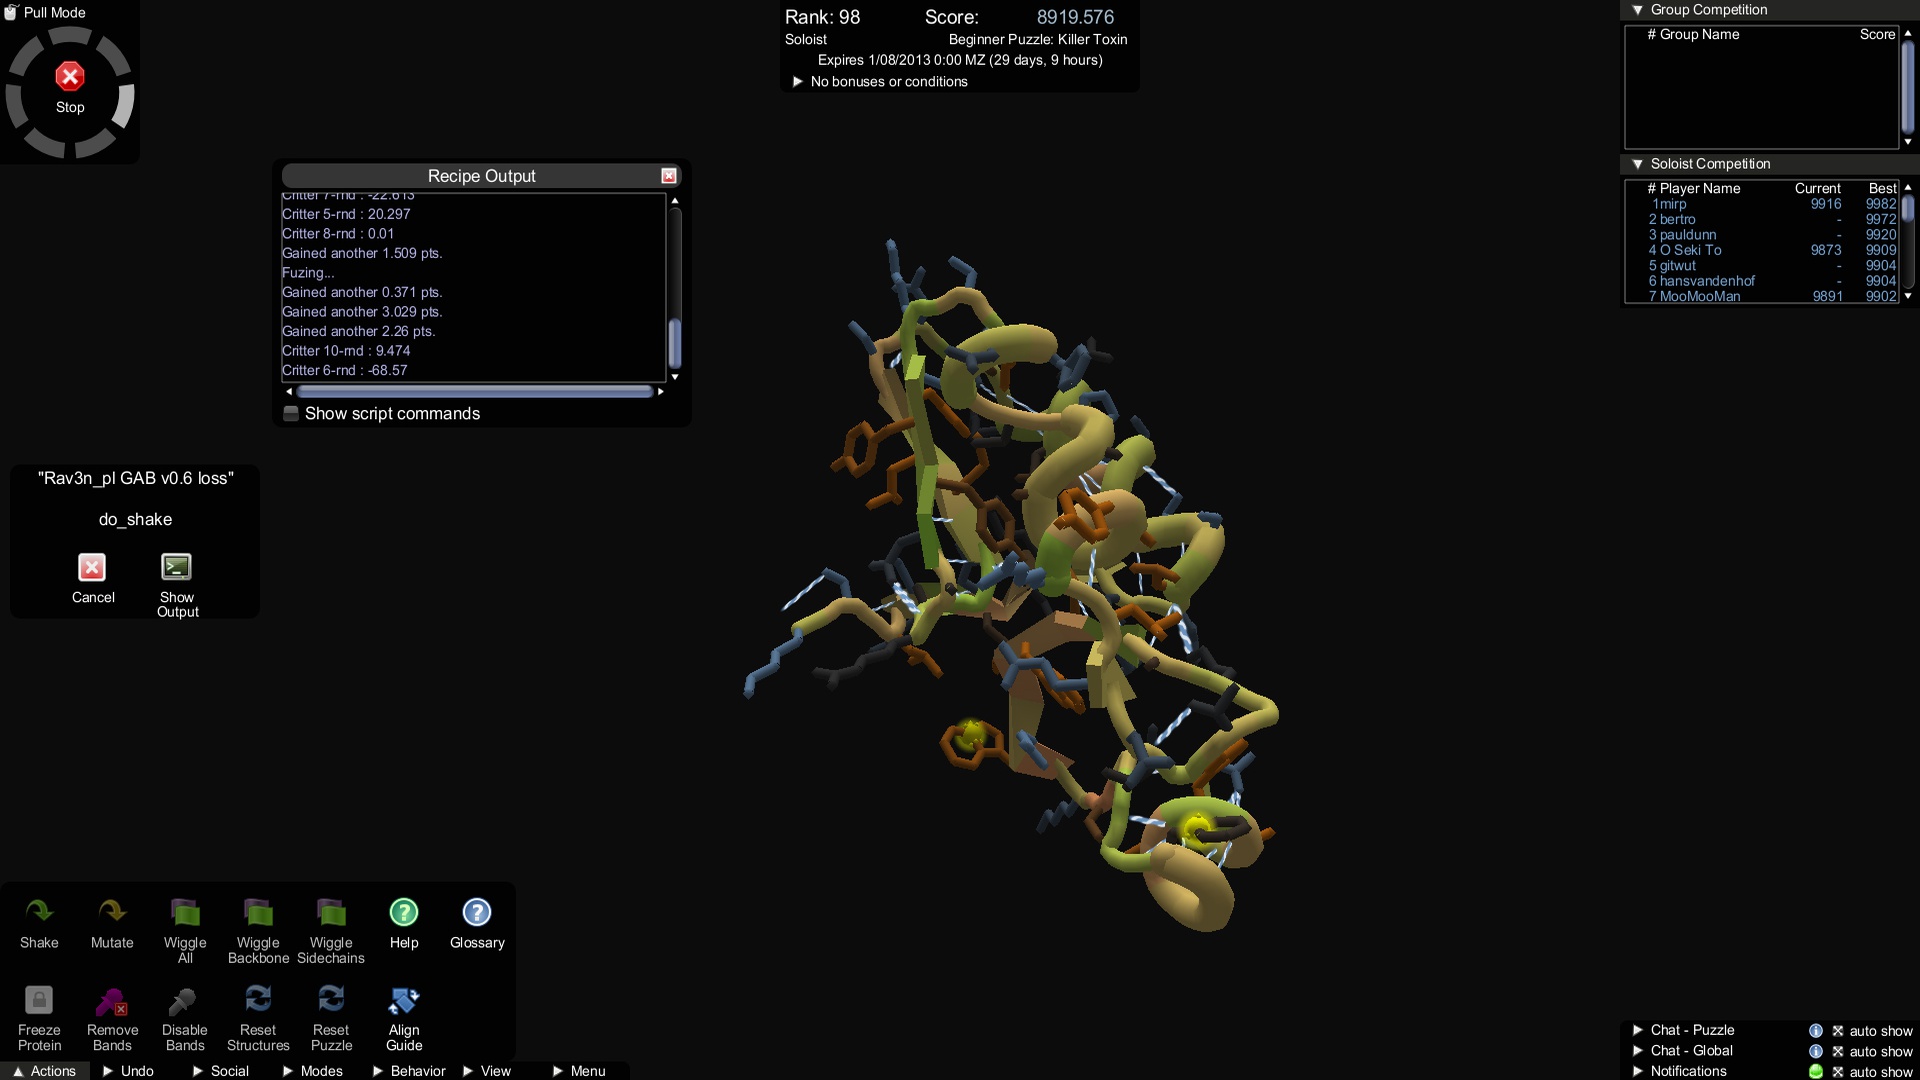 Pull Mode
Stop
Rank: 98 Score: 8919.576
Soloist Beginner Puzzle: Killer Toxin
Expires 1/08/2013 0:00 MZ (29 days, 9 hours)
No bonuses or conditions
Group Competition
# Group Name Score
Soloist Competition
# Player Name Current Best
1 mirp 9916 9982
2 bertro - 9972
3 pauldunn - 9920
4 O Seki To 9873 9909
5 gitwut - 9904
6 hansvandenhof - 9904
7 MooMooMan 9891 9902
Recipe Output
Critter 7-rnd : -22.613
Critter 5-rnd : 20.297
Critter 8-rnd : 0.01
Gained another 1.509 pts.
Fuzing...
Gained another 0.371 pts.
Gained another 3.029 pts.
Gained another 2.26 pts.
Critter 10-rnd : 9.474
Critter 6-rnd : -68.57
Show script commands
"Rav3n_pl GAB v0.6 loss"
do_shake
Cancel
Show Output
Shake
Mutate
Wiggle All
Wiggle Backbone
Wiggle Sidechains
Help
Glossary
Freeze Protein
Remove Bands
Disable Bands
Reset Structures
Reset Puzzle
Align Guide
Actions Undo Social Modes Behavior View Menu
Chat - Puzzle auto show
Chat - Global auto show
Notifications auto show